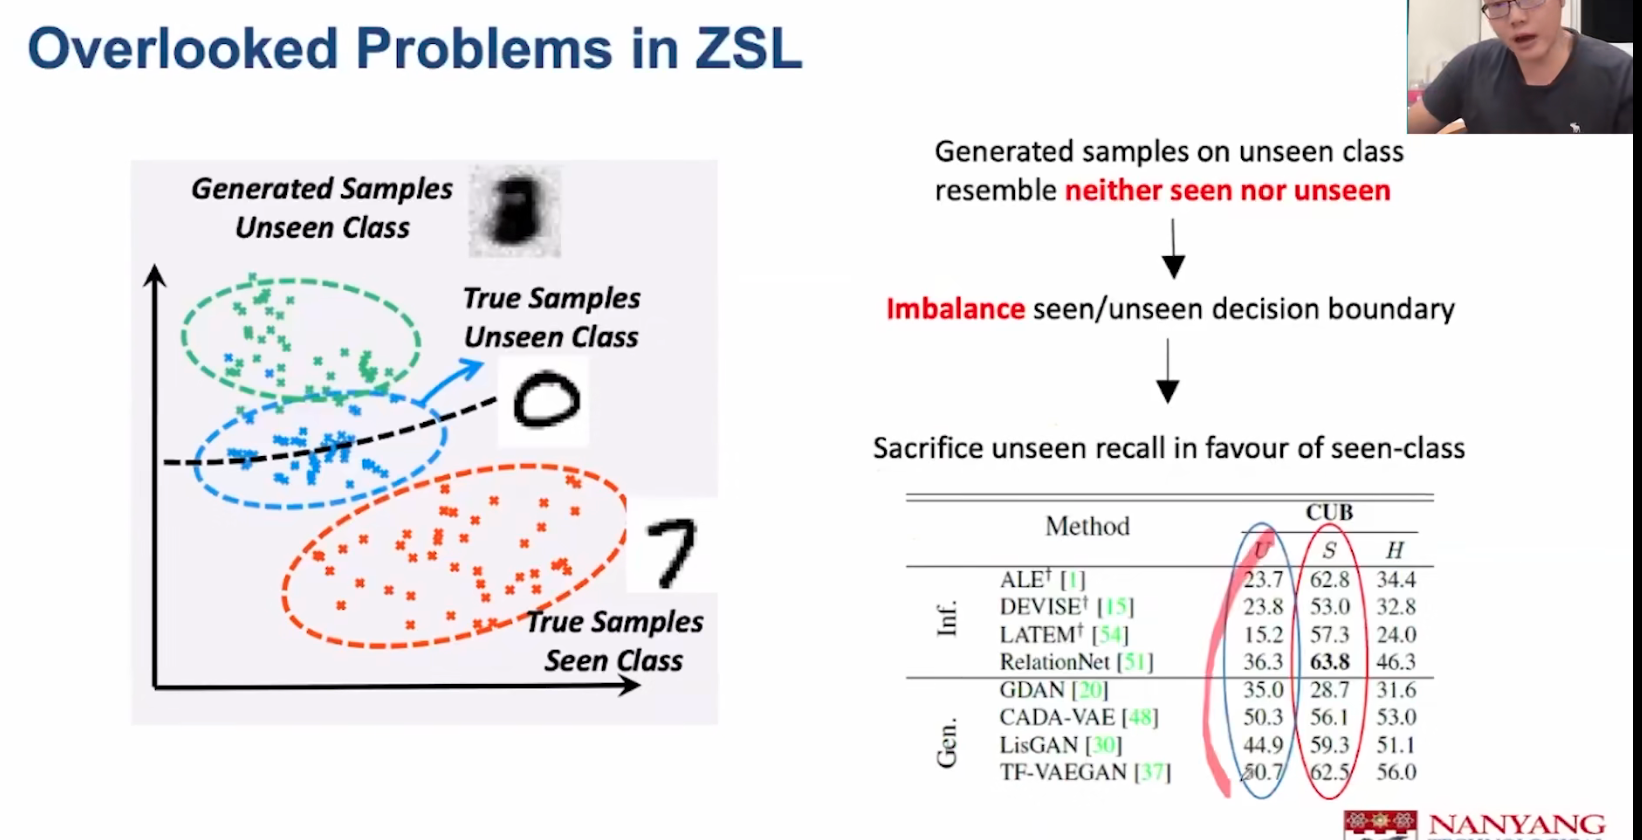 Overlooked Problems in ZSL
Generated Samples
Unseen Class
True Samples
Unseen Class
0
7
True Samples
Seen Class
Generated samples on unseen class
resemble neither seen nor unseen
Imbalance seen/unseen decision boundary
Sacrifice unseen recall in favour of seen-class
Method CUB
U S H
Inf.
ALE† [1] 23.7 62.8 34.4
DEVISE† [15] 23.8 53.0 32.8
LATEM† [54] 15.2 57.3 24.0
RelationNet [51] 36.3 63.8 46.3
Gen.
GDAN [20] 35.0 28.7 31.6
CADA-VAE [48] 50.3 56.1 53.0
LisGAN [30] 44.9 59.3 51.1
TF-VAEGAN [37] 50.7 62.5 56.0
NANYANG